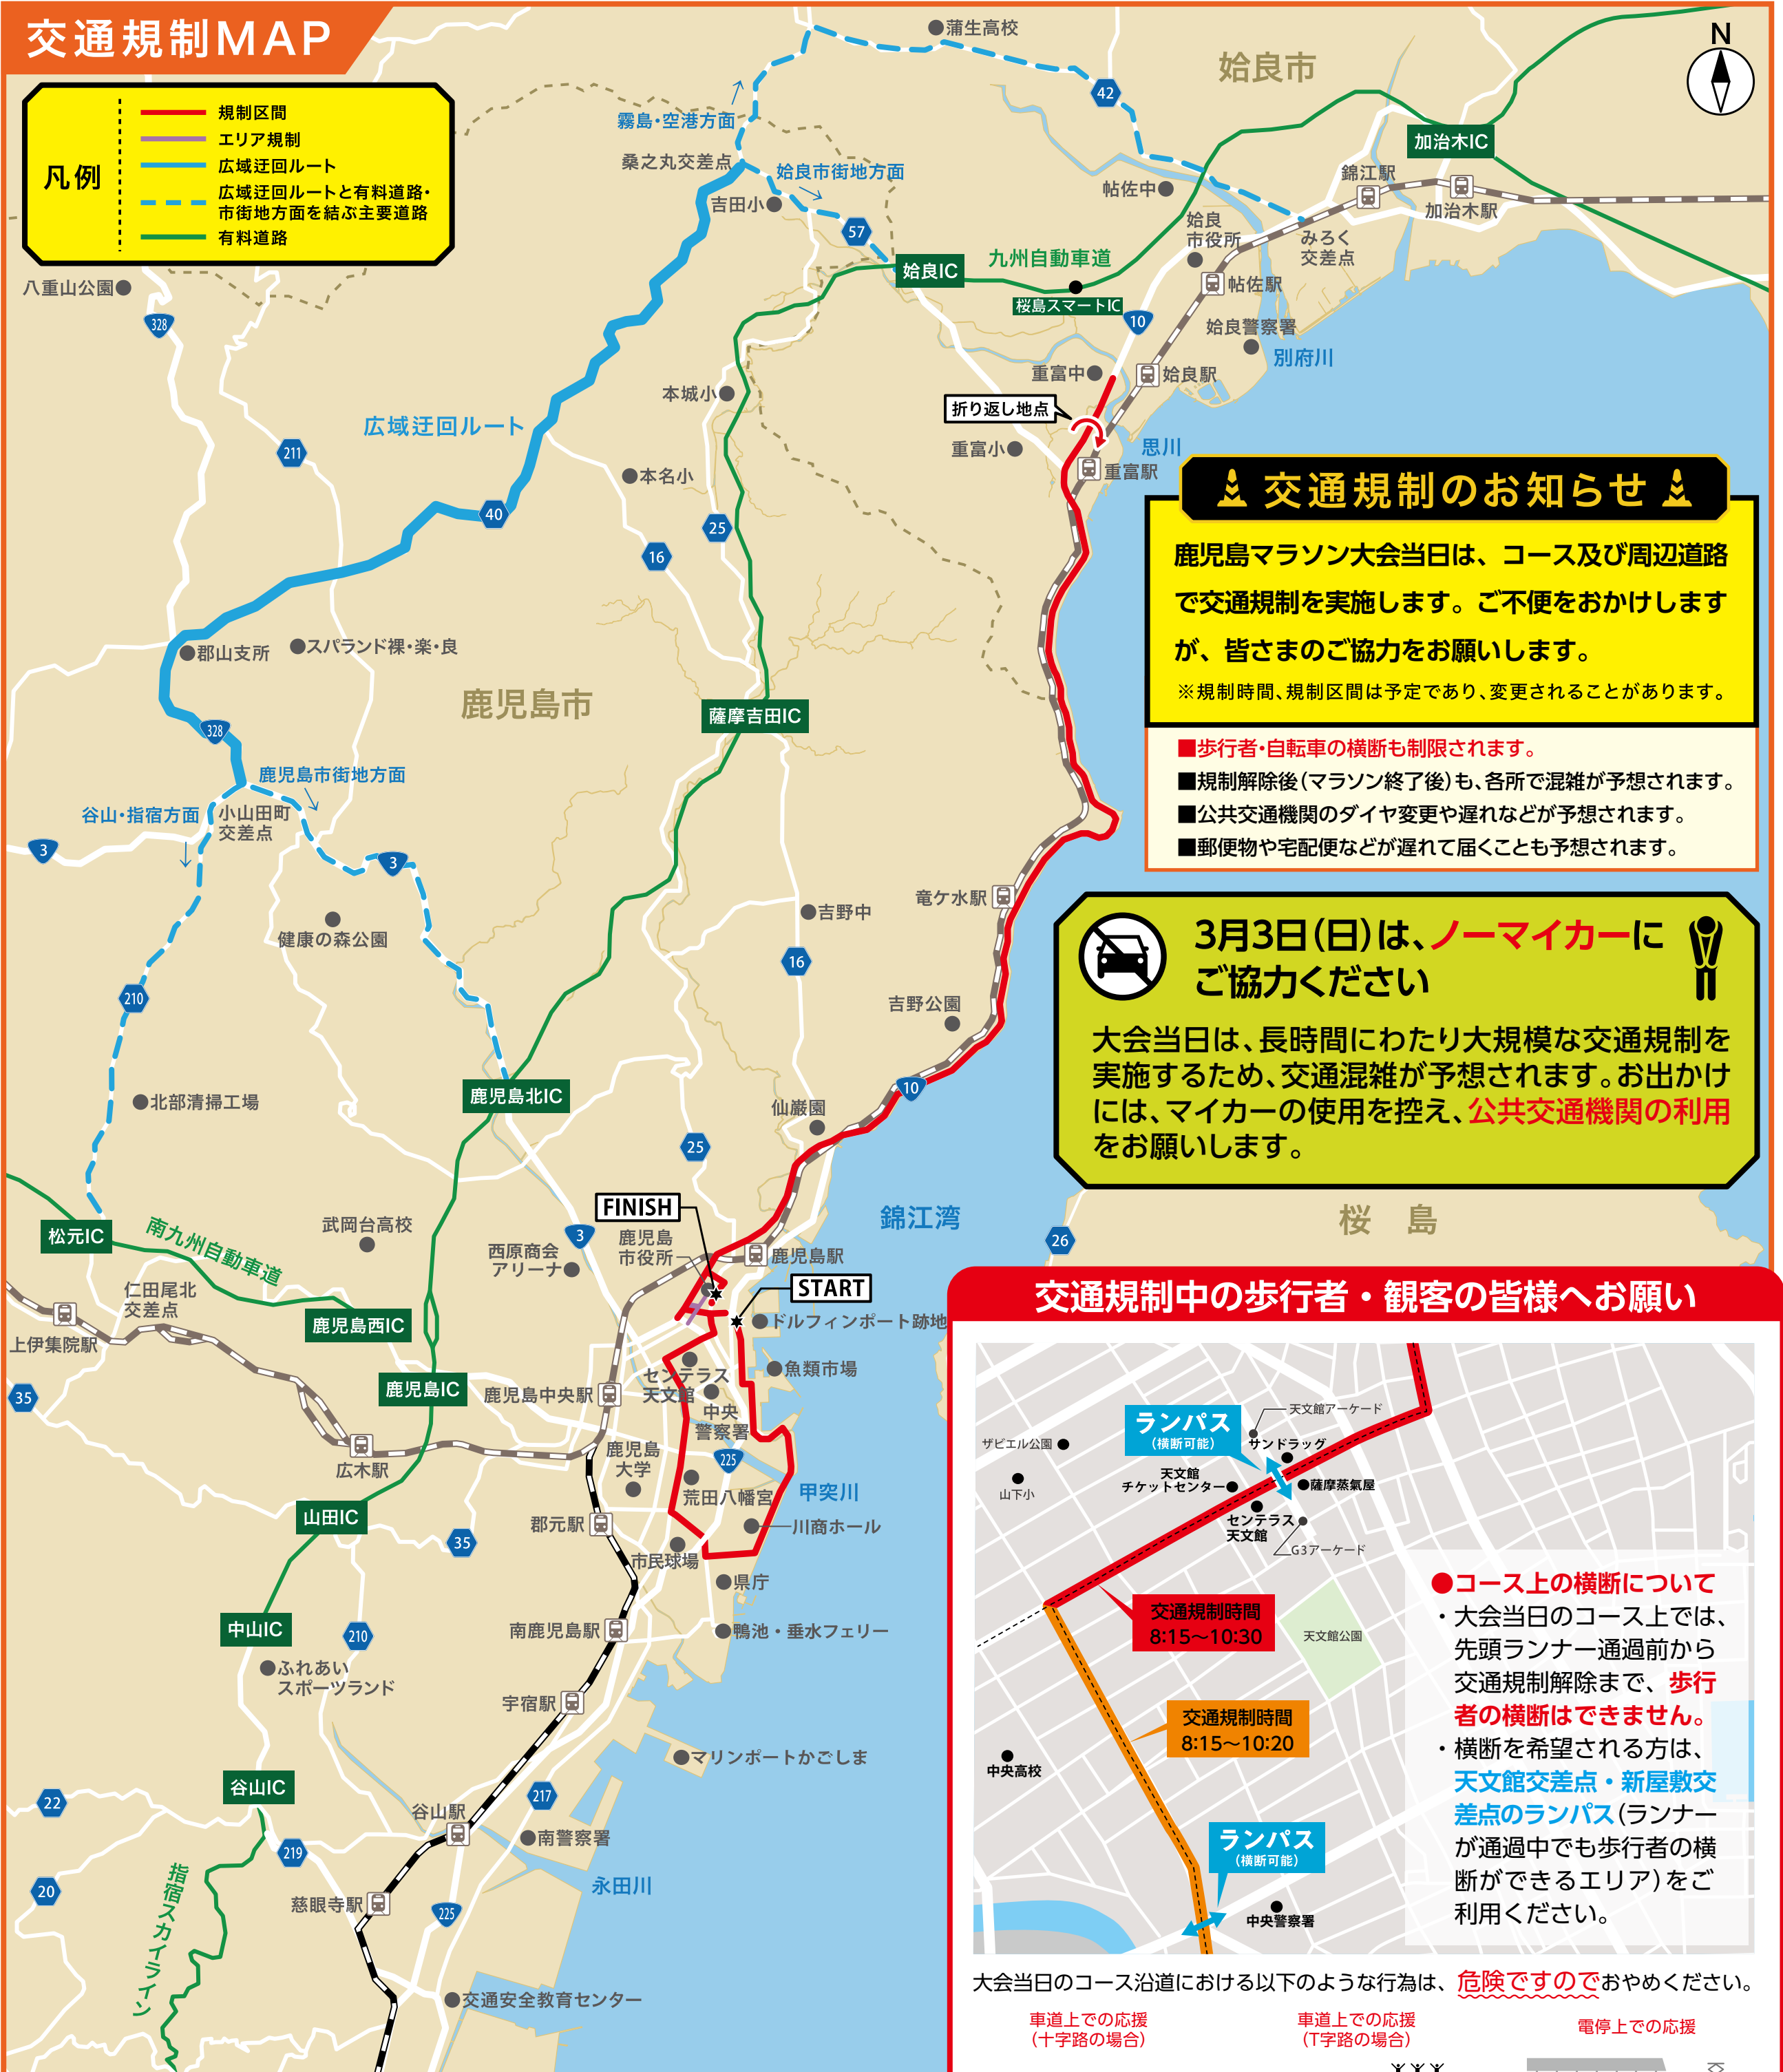 交通規制MAP
凡例
規制区間
エリア規制
広域迂回ルート
広域迂回ルートと有料道路・
市街地方面を結ぶ主要道路
有料道路
N
蒲生高校
姶良市
42
霧島・空港方面
桑之丸交差点
姶良市街地方面
吉田小
57
帖佐中
加治木IC
錦江駅
加治木駅
姶良
市役所
みろく
交差点
姶良IC
九州自動車道
桜島スマートIC
帖佐駅
10
姶良警察署
別府川
八重山公園
328
重富中
姶良駅
本城小
折り返し地点
広域迂回ルート
211
重富小
思川
重富駅
本名小
40
25
16
郡山支所
スパランド裸・楽・良
鹿児島市
薩摩吉田IC
328
鹿児島市街地方面
谷山・指宿方面
小山田町
交差点
3
3
竜ケ水駅
吉野中
健康の森公園
16
210
吉野公園
10
鹿児島北IC
北部清掃工場
仙巌園
25
FINISH
錦江湾
桜島
26
松元IC
南九州自動車道
武岡台高校
3
鹿児島
市役所
西原商会
アリーナ
鹿児島駅
START
仁田尾北
交差点
上伊集院駅
鹿児島西IC
ドルフィンポート跡地
魚類市場
センテラス
天文館
鹿児島IC
鹿児島中央駅
35
中央
警察署
225
広木駅
鹿児島
大学
荒田八幡宮
甲突川
山田IC
郡元駅
川商ホール
35
市民球場
県庁
中山IC
210
南鹿児島駅
鴨池・垂水フェリー
ふれあい
スポーツランド
宇宿駅
マリンポートかごしま
谷山IC
22
217
谷山駅
南警察署
219
20
永田川
慈眼寺駅
225
指宿スカイライン
交通安全教育センター
交通規制のお知らせ
鹿児島マラソン大会当日は、コース及び周辺道路
で交通規制を実施します。ご不便をおかけします
が、皆さまのご協力をお願いします。
※規制時間、規制区間は予定であり、変更されることがあります。
■歩行者・自転車の横断も制限されます。
■規制解除後（マラソン終了後）も、各所で混雑が予想されます。
■公共交通機関のダイヤ変更や遅れなどが予想されます。
■郵便物や宅配便などが遅れて届くことも予想されます。
3月3日（日）は、ノーマイカーに
ご協力ください
大会当日は、長時間にわたり大規模な交通規制を
実施するため、交通混雑が予想されます。お出かけ
には、マイカーの使用を控え、公共交通機関の利用
をお願いします。
交通規制中の歩行者・観客の皆様へお願い
ランパス
（横断可能）
天文館アーケード
ザビエル公園
サンドラッグ
山下小
天文館
チケットセンター
薩摩蒸氣屋
センテラス
天文館
G3アーケード
交通規制時間
8:15〜10:30
天文館公園
交通規制時間
8:15〜10:20
中央高校
ランパス
（横断可能）
中央警察署
●コース上の横断について
・大会当日のコース上では、
先頭ランナー通過前から
交通規制解除まで、歩行
者の横断はできません。
・横断を希望される方は、
天文館交差点・新屋敷交
差点のランパス（ランナー
が通過中でも歩行者の横
断ができるエリア）をご
利用ください。
大会当日のコース沿道における以下のような行為は、危険ですのでおやめください。
車道上での応援
（十字路の場合）
車道上での応援
（T字路の場合）
電停上での応援